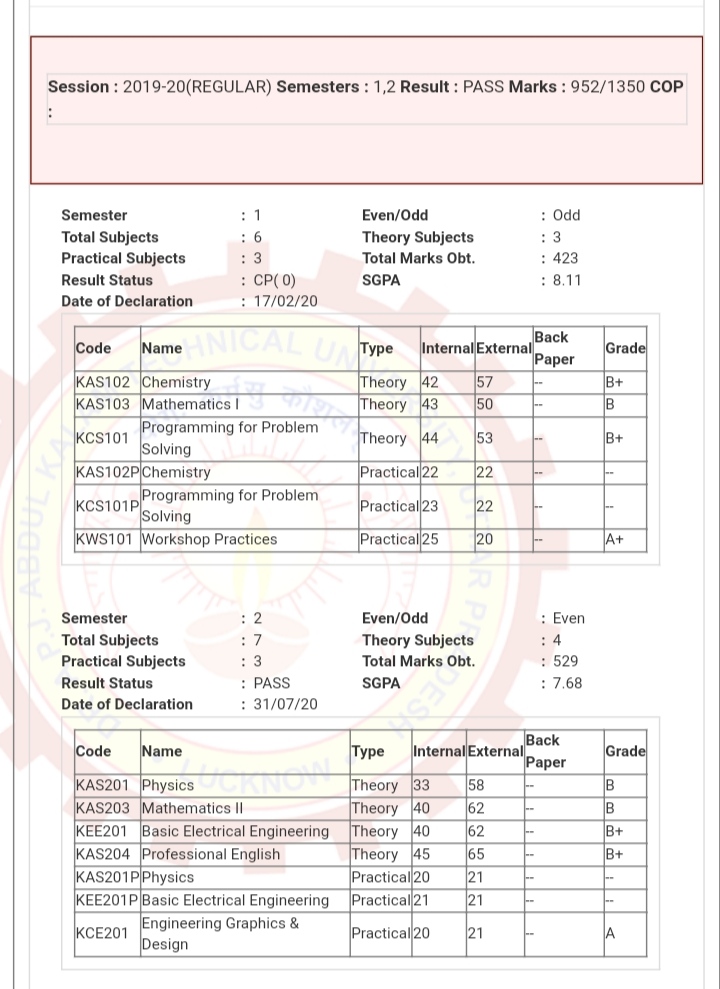 Session : 2019-20(REGULAR) Semesters : 1,2 Result : PASS Marks : 952/1350 COP
:
Semester : 1 Even/Odd : Odd
Total Subjects : 6 Theory Subjects : 3
Practical Subjects : 3 Total Marks Obt. : 423
Result Status : CP( 0) SGPA : 8.11
Date of Declaration : 17/02/20
Code Name Type Internal External Back Paper Grade
KAS102 Chemistry Theory 42 57 -- B+
KAS103 Mathematics I Theory 43 50 -- B
KCS101 Programming for Problem Solving Theory 44 53 -- B+
KAS102P Chemistry Practical 22 22 -- --
KCS101P Programming for Problem Solving Practical 23 22 -- --
KWS101 Workshop Practices Practical 25 20 -- A+
Semester : 2 Even/Odd : Even
Total Subjects : 7 Theory Subjects : 4
Practical Subjects : 3 Total Marks Obt. : 529
Result Status : PASS SGPA : 7.68
Date of Declaration : 31/07/20
Code Name Type Internal External Back Paper Grade
KAS201 Physics Theory 33 58 -- B
KAS203 Mathematics II Theory 40 62 -- B
KEE201 Basic Electrical Engineering Theory 40 62 -- B+
KAS204 Professional English Theory 45 65 -- B+
KAS201P Physics Practical 20 21 -- --
KEE201P Basic Electrical Engineering Practical 21 21 -- --
KCE201 Engineering Graphics & Design Practical 20 21 -- A
LUCKNOW